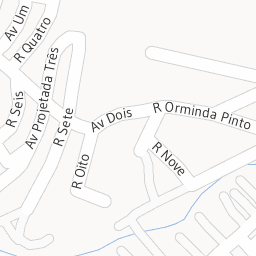 Av Um
R Quatro
Av Projetada Três
R Seis
R Sete
Av Dois
R Orminda Pinto
R Oito
R Nove